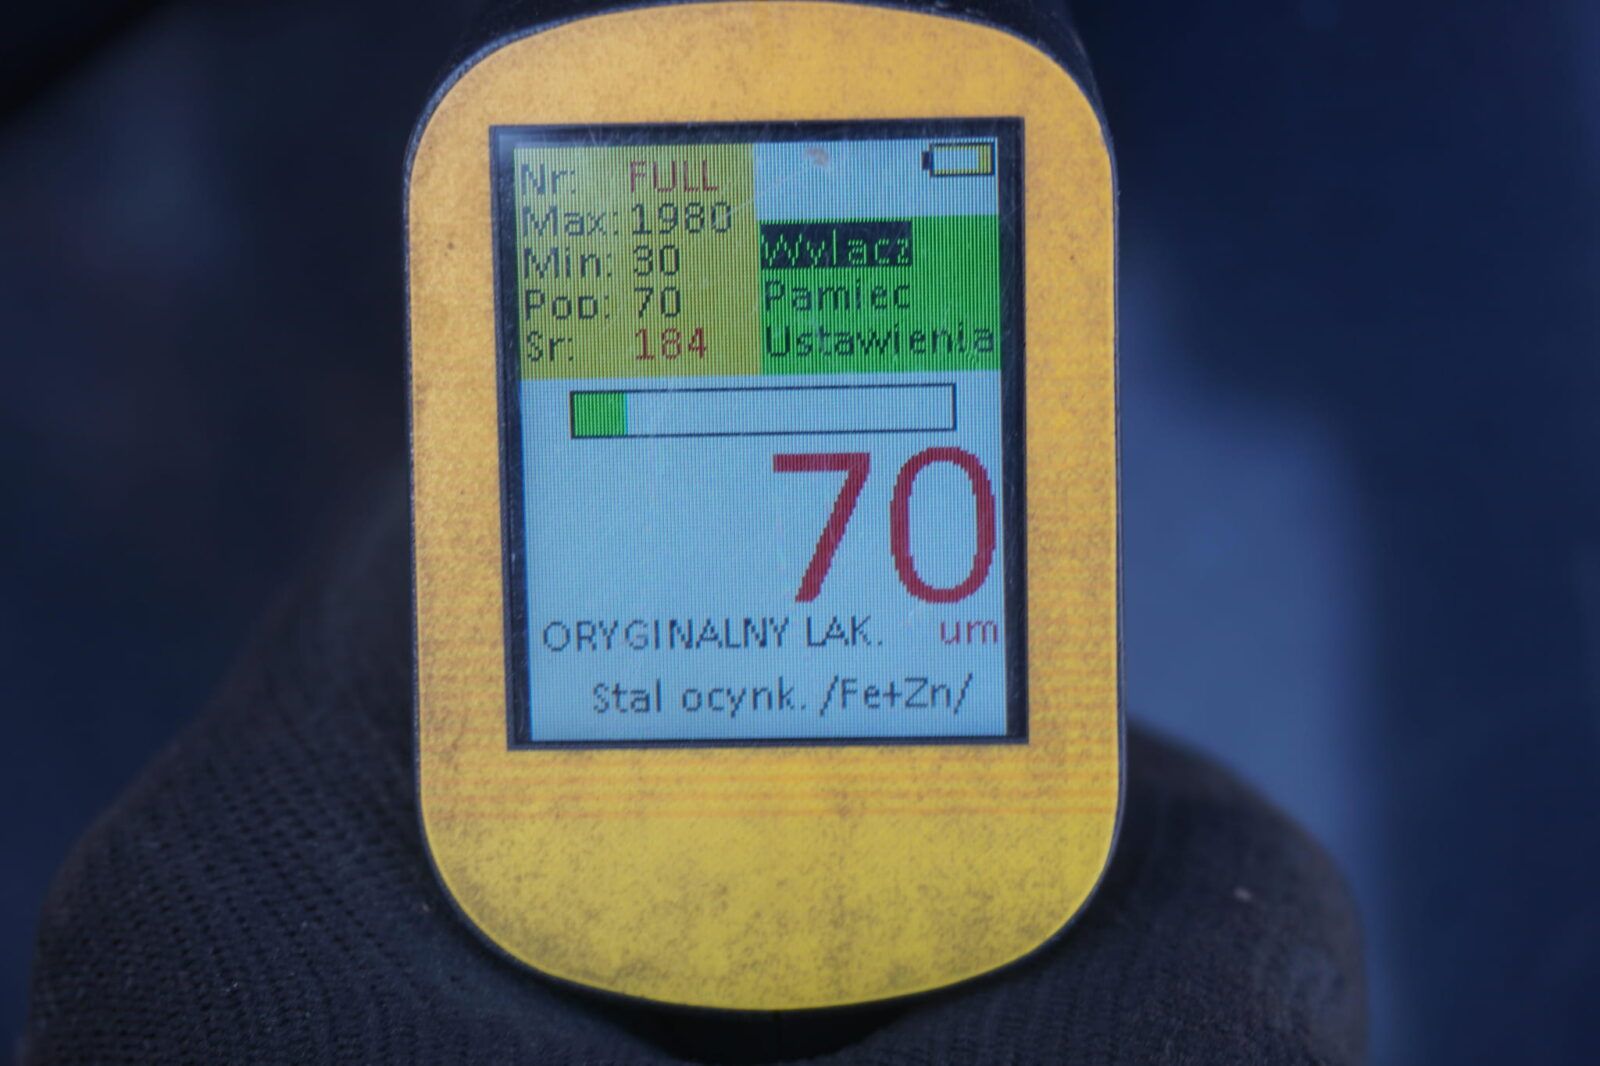 Nr: FULL
Max: 1980
Min: 30
Pop: 70
Sr: 184
Wylacz
Pamiec
Ustawienia
70
ORYGINALNY LAK. um
Stal ocynk. /Fe+Zn/